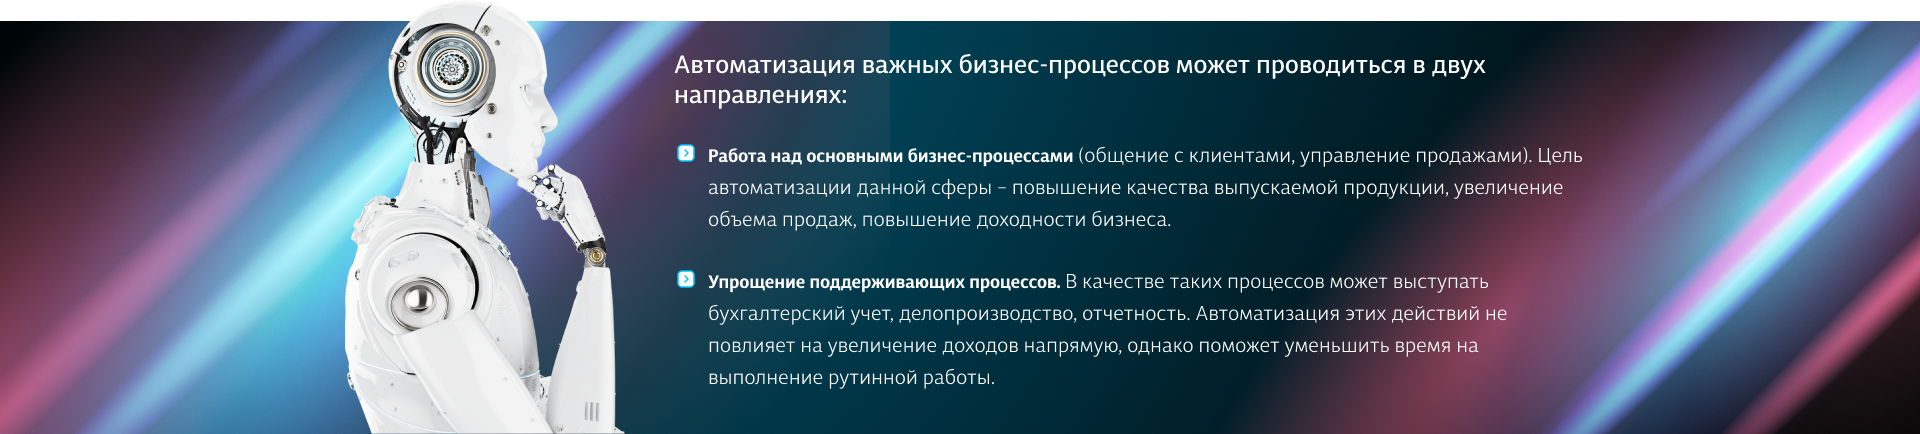 Автоматизация важных бизнес-процессов может проводиться в двух
направлениях:
Работа над основными бизнес-процессами (общение с клиентами, управление продажами). Цель
автоматизации данной сферы – повышение качества выпускаемой продукции, увеличение
объема продаж, повышение доходности бизнеса.
Упрощение поддерживающих процессов. В качестве таких процессов может выступать
бухгалтерский учет, делопроизводство, отчетность. Автоматизация этих действий не
повлияет на увеличение доходов напрямую, однако поможет уменьшить время на
выполнение рутинной работы.